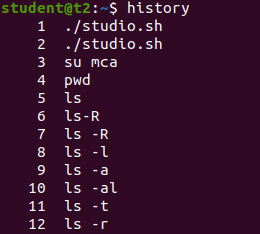 student@t2:~$ history
1 ./studio.sh
2 ./studio.sh
3 su mca
4 pwd
5 ls
6 ls-R
7 ls -R
8 ls -l
9 ls -a
10 ls -al
11 ls -t
12 ls -r